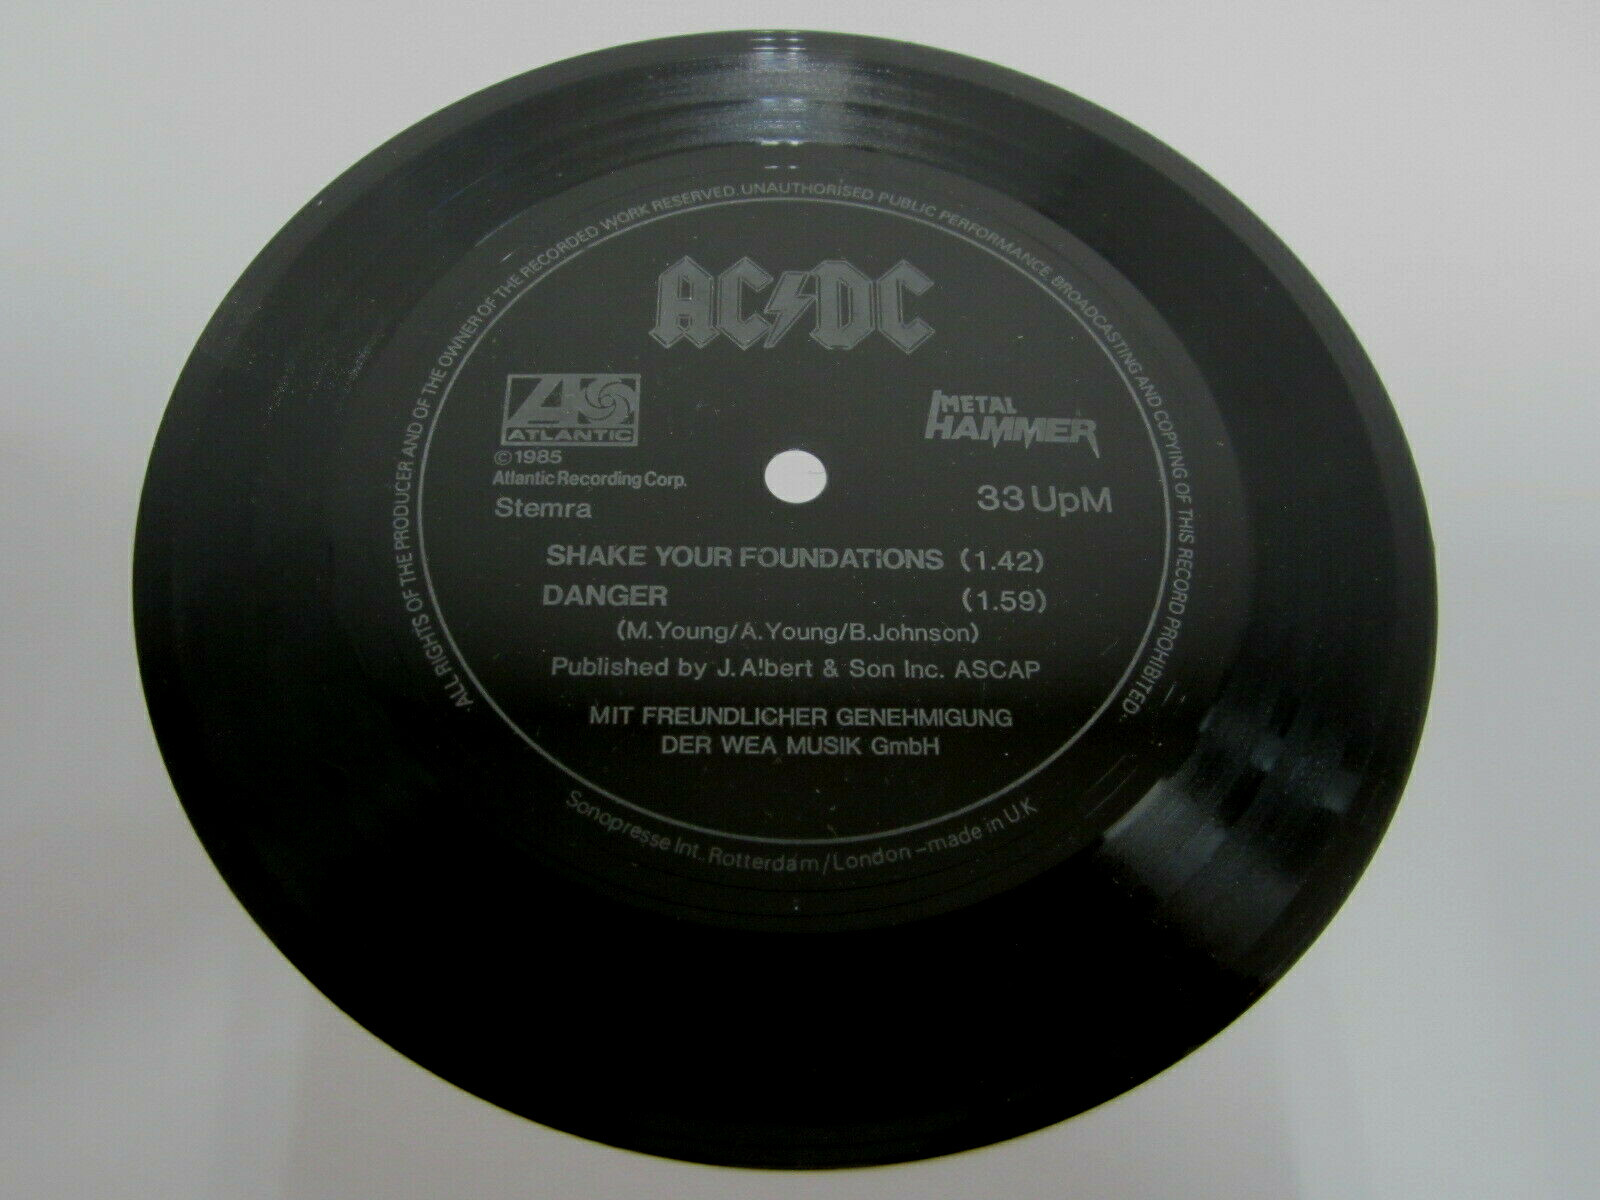 ALL RIGHTS OF THE PRODUCER AND OF THE OWNER OF THE RECORDED WORK RESERVED. UNAUTHORISED PUBLIC PERFORMANCE, BROADCASTING AND COPYING OF THIS RECORD PROHIBITED.
AC/DC
ATLANTIC
METAL
HAMMER
©1985
Atlantic Recording Corp.
Stemra
33 UpM
SHAKE YOUR FOUNDATIONS (1.42)
DANGER (1.59)
(M.Young/A.Young/B.Johnson)
Published by J.Albert & Son Inc. ASCAP
MIT FREUNDLICHER GENEHMIGUNG
DER WEA MUSIK GmbH
Sonopresse Int., Rotterdam/London – made in U.K